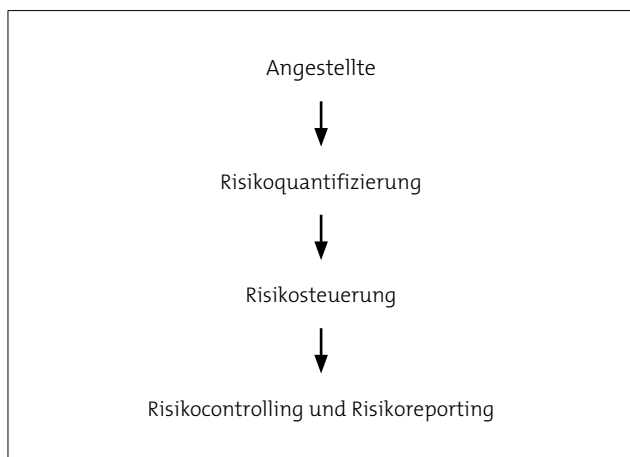 Angestellte
Risikoquantifizierung
Risikosteuerung
Risikocontrolling und Risikoreporting